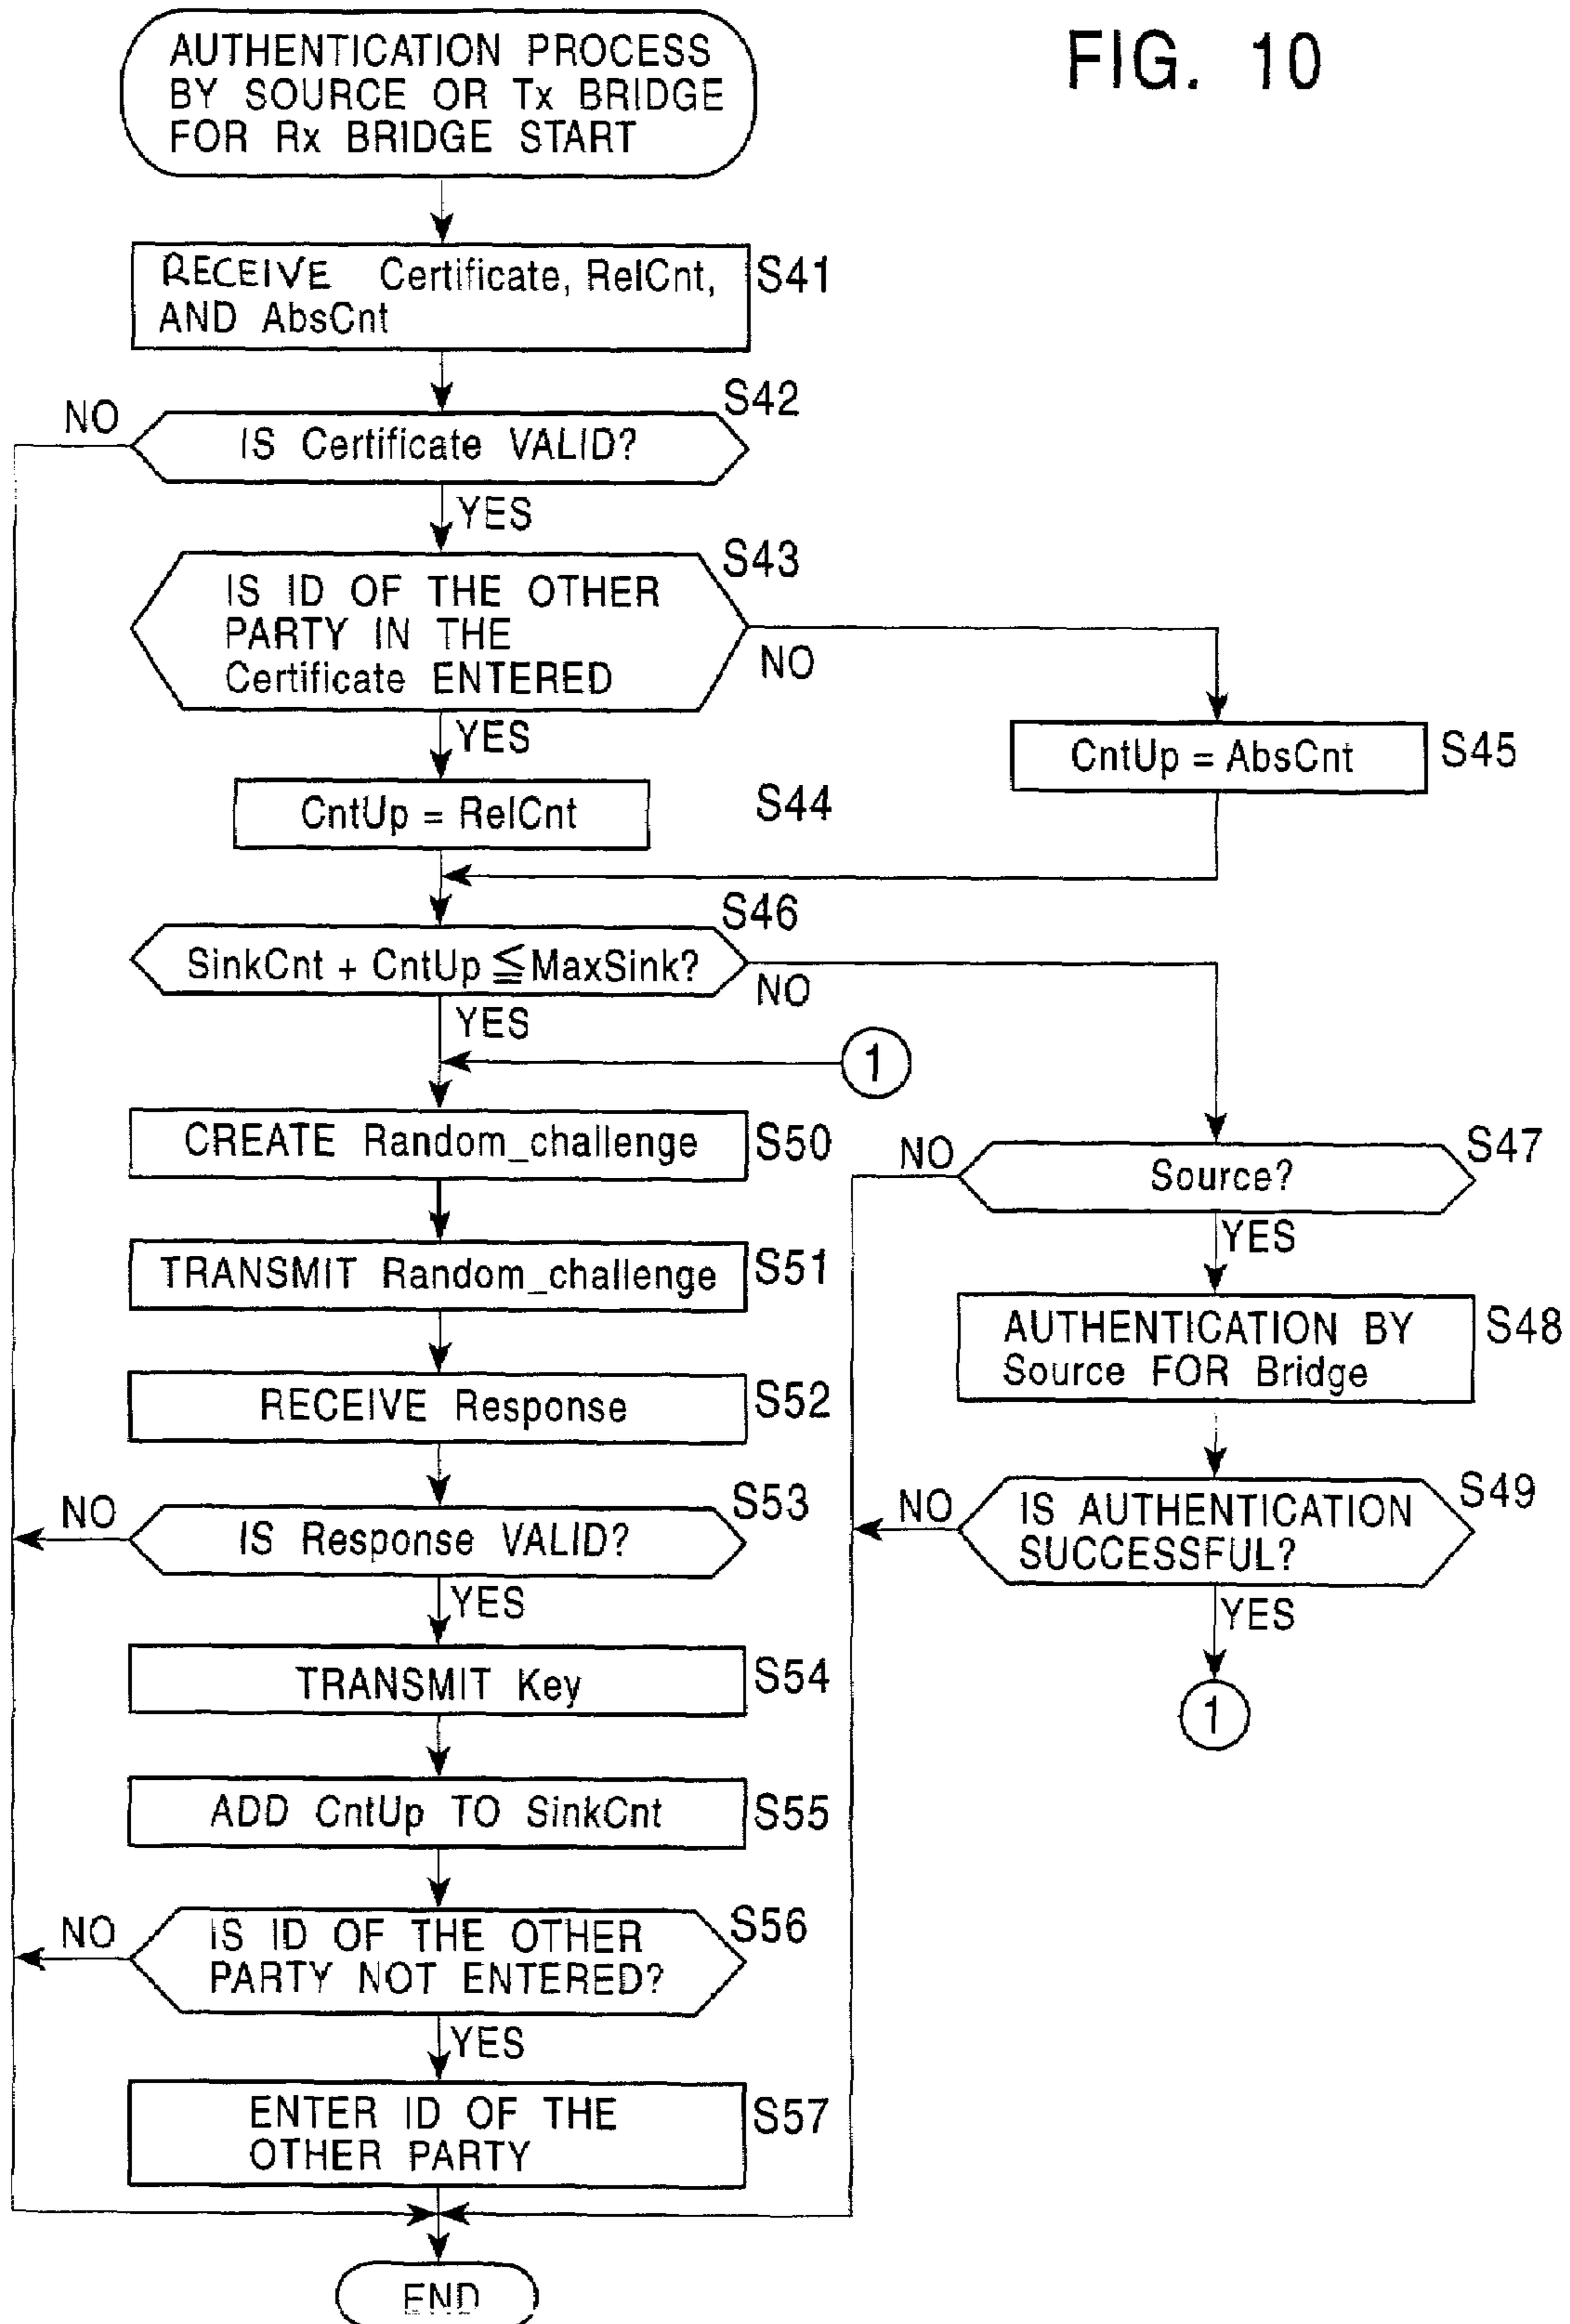 FIG. 10
AUTHENTICATION PROCESS
BY SOURCE OR Tx BRIDGE
FOR Rx BRIDGE START
RECEIVE Certificate, RelCnt,
AND AbsCnt
S41
S42
NO
IS Certificate VALID?
YES
S43
IS ID OF THE OTHER
PARTY IN THE
Certificate ENTERED
NO
YES
CntUp = RelCnt
S44
CntUp = AbsCnt
S45
S46
SinkCnt + CntUp ≦ MaxSink?
NO
YES
1
CREATE Random_challenge
S50
TRANSMIT Random_challenge
S51
RECEIVE Response
S52
S53
NO
IS Response VALID?
YES
TRANSMIT Key
S54
ADD CntUp TO SinkCnt
S55
S56
NO
IS ID OF THE OTHER
PARTY NOT ENTERED?
YES
ENTER ID OF THE
OTHER PARTY
S57
S47
NO
Source?
YES
AUTHENTICATION BY
Source FOR Bridge
S48
S49
NO
IS AUTHENTICATION
SUCCESSFUL?
YES
1
END